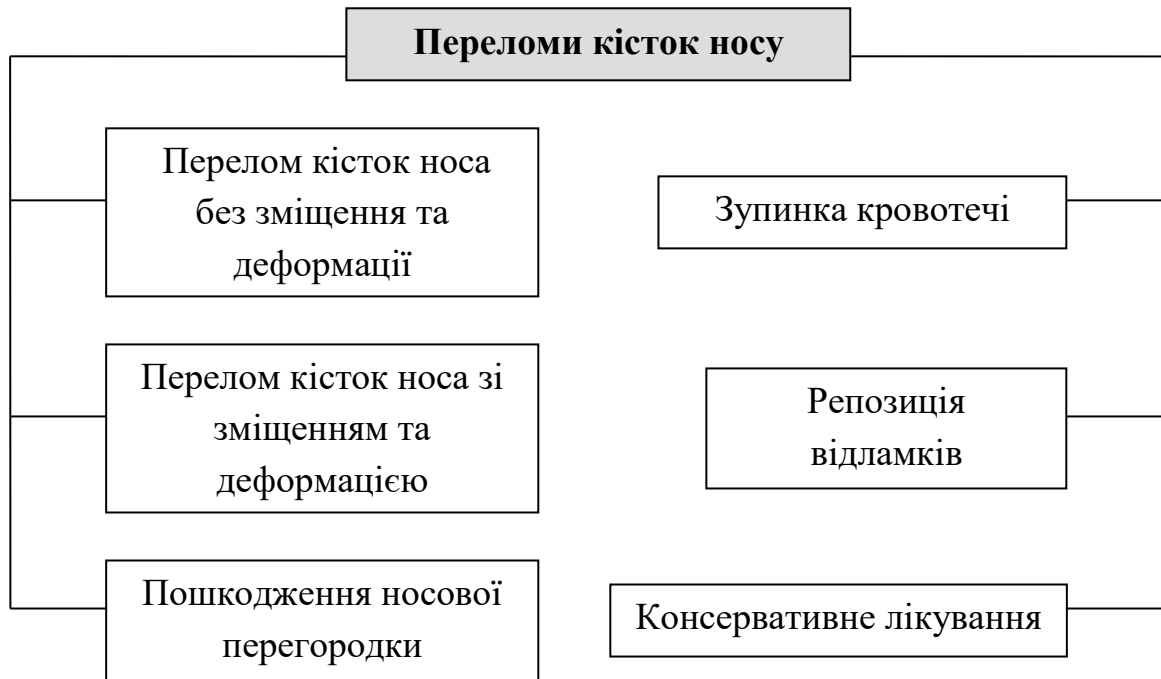 Переломи кісток носу
Перелом кісток носа
без зміщення та
деформації
Зупинка кровотечі
Перелом кісток носа зі
зміщенням та
деформацією
Репозиція
відламків
Пошкодження носової
перегородки
Консервативне лікування